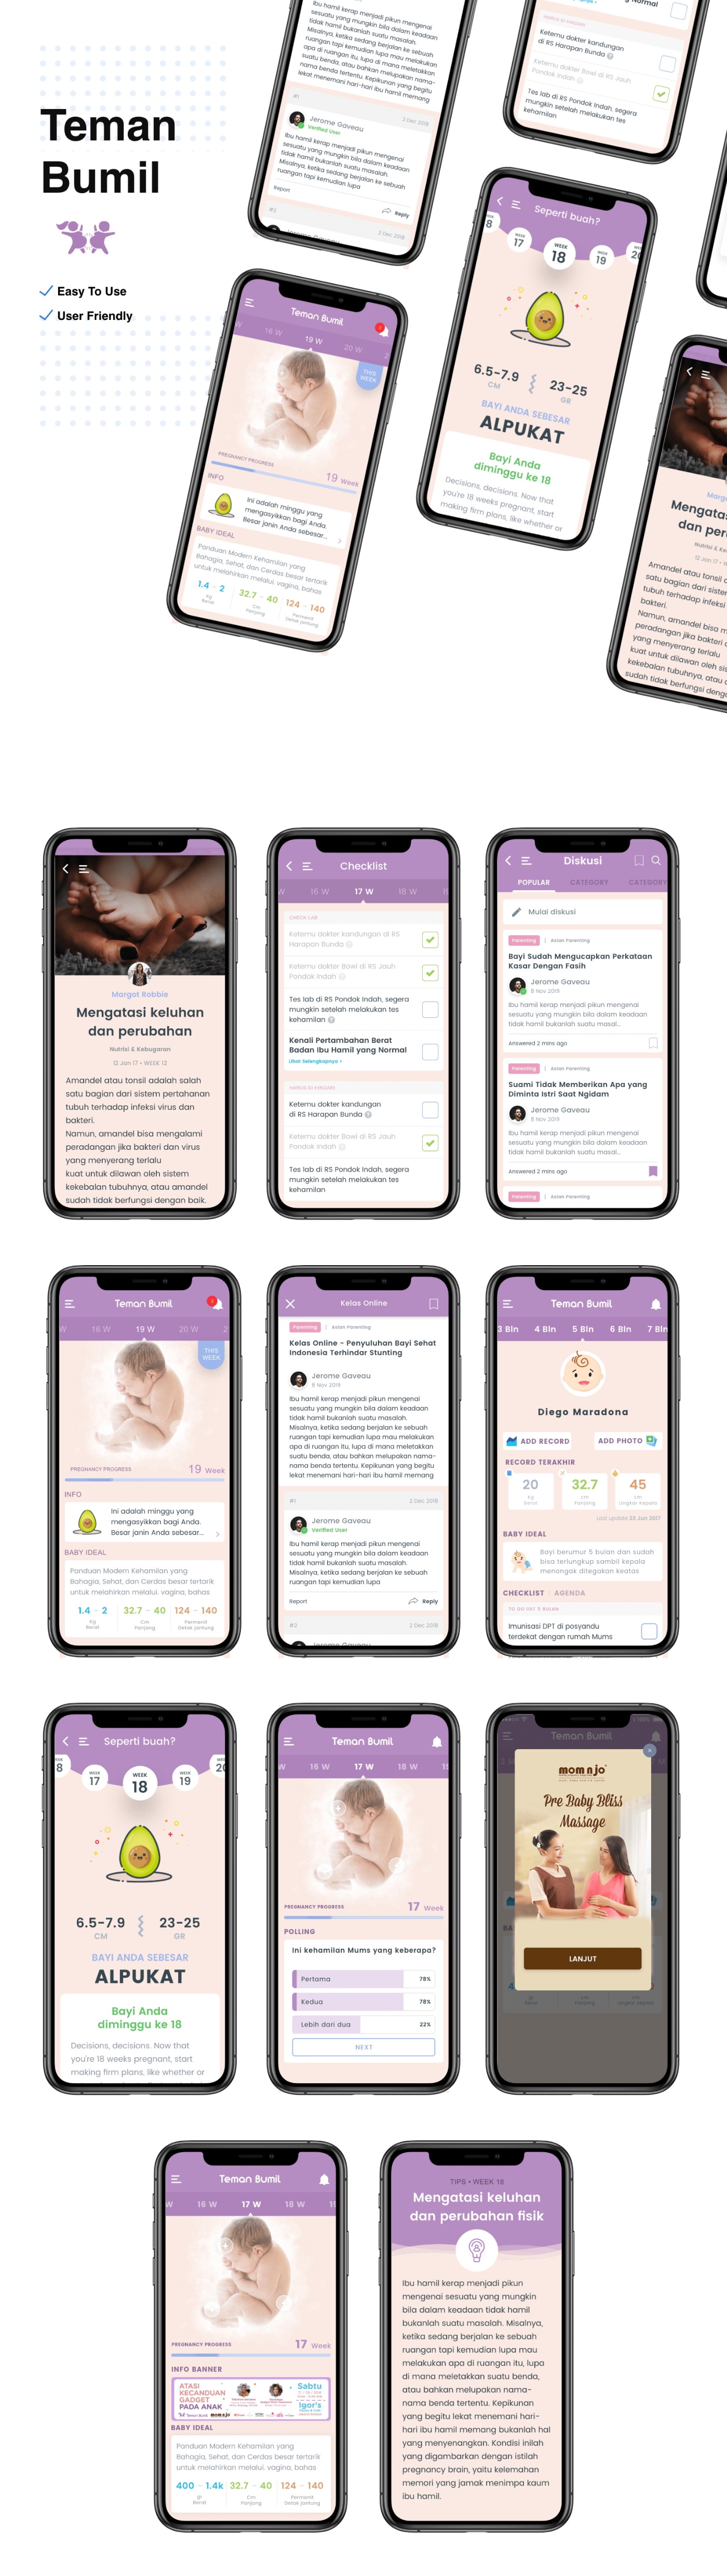 Teman
Bumil
Easy To Use
User Friendly
Ibu hamil kerap menjadi pikun mengenai
sesuatu yang mungkin bila dalam keadaan
tidak hamil bukanlah suatu masalah.
Misalnya, ketika sedang berjalan ke sebuah
ruangan tapi kemudian lupa mau melakukan
apa di ruangan itu, lupa di mana meletakkan
suatu benda, atau bahkan melupakan nama-
nama benda tertentu. Kepikunan yang begitu
lekat menemani hari-hari ibu hamil memang
#1
2 Dec 2018
Jerome Gaveau
Verified User
Ibu hamil kerap menjadi pikun mengenai
sesuatu yang mungkin bila dalam keadaan
tidak hamil bukanlah suatu masalah.
Misalnya, ketika sedang berjalan ke sebuah
ruangan tapi kemudian lupa
Report
Reply
#2
2 Dec 2018
Normal
Ketemu dokter kandungan
di RS Harapan Bunda
Ketemu dokter Bowi di RS Jauh
Pondok Indah
Tes lab di RS Pondok Indah, segera
mungkin setelah melakukan tes
kehamilan
Seperti buah?
WEEK 17
WEEK 18
WEEK 19
6.5-7.9
CM
23-25
GR
BAYI ANDA SEBESAR
ALPUKAT
Bayi Anda
diminggu ke 18
Decisions, decisions. Now that
you're 18 weeks pregnant, start
making firm plans, like whether or
Teman Bumil
16 W
19 W
20 W
THIS
WEEK
PREGNANCY PROGRESS
19 Week
INFO
Ini adalah minggu yang
mengasyikkan bagi Anda.
Besar janin Anda sebesar...
BABY IDEAL
Panduan Modern Kehamilan yang
Bahagia, Sehat, dan Cerdas besar tertarik
untuk melahirkan melalui. vagina, bahas
1.4 - 2
Kg
Berat
32.7 - 40
Cm
Panjang
124 - 140
Permenit
Detak jantung
Margot Robbie
Mengatasi keluhan
dan perubahan
Nutrisi & Kebugaran
12 Jan 17 • WEEK 12
Amandel atau tonsil adalah salah
satu bagian dari sistem pertahanan
tubuh terhadap infeksi virus dan
bakteri.
Namun, amandel bisa mengalami
peradangan jika bakteri dan virus
yang menyerang terlalu
kuat untuk dilawan oleh sistem
kekebalan tubuhnya, atau amandel
sudah tidak berfungsi dengan baik.
Checklist
16 W
17 W
18 W
CHECK LAB
Ketemu dokter kandungan di RS
Harapan Bunda
Ketemu dokter Bowi di RS Jauh
Pondok Indah
Tes lab di RS Pondok Indah, segera
mungkin setelah melakukan tes
kehamilan
Kenali Pertambahan Berat
Badan Ibu Hamil yang Normal
Lihat Selengkapnya
HARUS DI HINDARI
Ketemu dokter kandungan
di RS Harapan Bunda
Ketemu dokter Bowi di RS Jauh
Pondok Indah
Tes lab di RS Pondok Indah, segera
mungkin setelah melakukan tes
kehamilan
Diskusi
POPULAR
CATEGORY
CATEGORY
Mulai diskusi
Parenting | Asian Parenting
Bayi Sudah Mengucapkan Perkataan
Kasar Dengan Fasih
Jerome Gaveau
8 Nov 2019
Ibu hamil kerap menjadi pikun mengenai
sesuatu yang mungkin bila dalam keadaan
tidak hamil bukanlah suatu masal...
Answered 2 mins ago
Parenting | Asian Parenting
Suami Tidak Memberikan Apa yang
Diminta Istri Saat Ngidam
Jerome Gaveau
8 Nov 2019
Ibu hamil kerap menjadi pikun mengenai
sesuatu yang mungkin bila dalam keadaan
tidak hamil bukanlah suatu masal...
Answered 2 mins ago
Parenting | Asian Parenting
Teman Bumil
16 W
19 W
20 W
THIS
WEEK
PREGNANCY PROGRESS
19 Week
INFO
Ini adalah minggu yang
mengasyikkan bagi Anda.
Besar janin Anda sebesar...
BABY IDEAL
Panduan Modern Kehamilan yang
Bahagia, Sehat, dan Cerdas besar tertarik
untuk melahirkan melalui. vagina, bahas
1.4 - 2
Kg
Berat
32.7 - 40
Cm
Panjang
124 - 140
Permenit
Detak jantung
Kelas Online
Parenting | Asian Parenting
Kelas Online - Penyuluhan Bayi Sehat
Indonesia Terhindar Stunting
Jerome Gaveau
8 Nov 2019
Ibu hamil kerap menjadi pikun mengenai
sesuatu yang mungkin bila dalam keadaan
tidak hamil bukanlah suatu masalah.
Misalnya, ketika sedang berjalan ke sebuah
ruangan tapi kemudian lupa mau melakukan
apa di ruangan itu, lupa di mana meletakkan
suatu benda, atau bahkan melupakan nama-
nama benda tertentu. Kepikunan yang begitu
lekat menemani hari-hari ibu hamil memang
#1
2 Dec 2018
Jerome Gaveau
Verified User
Ibu hamil kerap menjadi pikun mengenai
sesuatu yang mungkin bila dalam keadaan
tidak hamil bukanlah suatu masalah.
Misalnya, ketika sedang berjalan ke sebuah
ruangan tapi kemudian lupa
Report
Reply
#2
2 Dec 2018
Jerome Gaveau
Teman Bumil
3 Bln
4 Bln
5 Bln
6 Bln
7 Bln
Diego Maradona
ADD RECORD
ADD PHOTO
RECORD TERAKHIR
20
kg
Berat
32.7
cm
Panjang
45
cm
Lingkar Kepala
Last update 23 Jun 2017
BABY IDEAL
Bayi berumur 5 bulan dan sudah
bisa terlungkup sambil kepala
menongak ditegakan keatas
CHECKLIST | AGENDA
TO DO LIST 5 BULAN
Imunisasi DPT di posyandu
terdekat dengan rumah Mums
Seperti buah?
WEEK 17
WEEK 18
WEEK 19
6.5-7.9
CM
23-25
GR
BAYI ANDA SEBESAR
ALPUKAT
Bayi Anda
diminggu ke 18
Decisions, decisions. Now that
you're 18 weeks pregnant, start
making firm plans, like whether or
Teman Bumil
16 W
17 W
18 W
PREGNANCY PROGRESS
17 Week
POLLING
Ini kehamilan Mums yang keberapa?
Pertama 78%
Kedua 78%
Lebih dari dua 22%
NEXT
Teman Bumil
mom n jo
Pre Baby Bliss
Massage
LANJUT
Teman Bumil
16 W
17 W
18 W
PREGNANCY PROGRESS
17 Week
INFO BANNER
ATASI
KECANDUAN
GADGET
PADA ANAK
Sabtu
Igor's
BABY IDEAL
Panduan Modern Kehamilan yang
Bahagia, Sehat, dan Cerdas besar tertarik
untuk melahirkan melalui. vagina, bahas
400 - 1.4k
gr
Berat
32.7 - 40
Cm
Panjang
124 - 140
Permenit
Detak jantung
TIPS • WEEK 18
Mengatasi keluhan
dan perubahan fisik
Ibu hamil kerap menjadi pikun
mengenai sesuatu yang mungkin
bila dalam keadaan tidak hamil
bukanlah suatu masalah. Misalnya,
ketika sedang berjalan ke sebuah
ruangan tapi kemudian lupa mau
melakukan apa di ruangan itu, lupa
di mana meletakkan suatu benda,
atau bahkan melupakan nama-
nama benda tertentu. Kepikunan
yang begitu lekat menemani hari-
hari ibu hamil memang bukanlah hal
yang menyenangkan. Kondisi inilah
yang digambarkan dengan istilah
pregnancy brain, yaitu kelemahan
memori yang jamak menimpa kaum
ibu hamil.